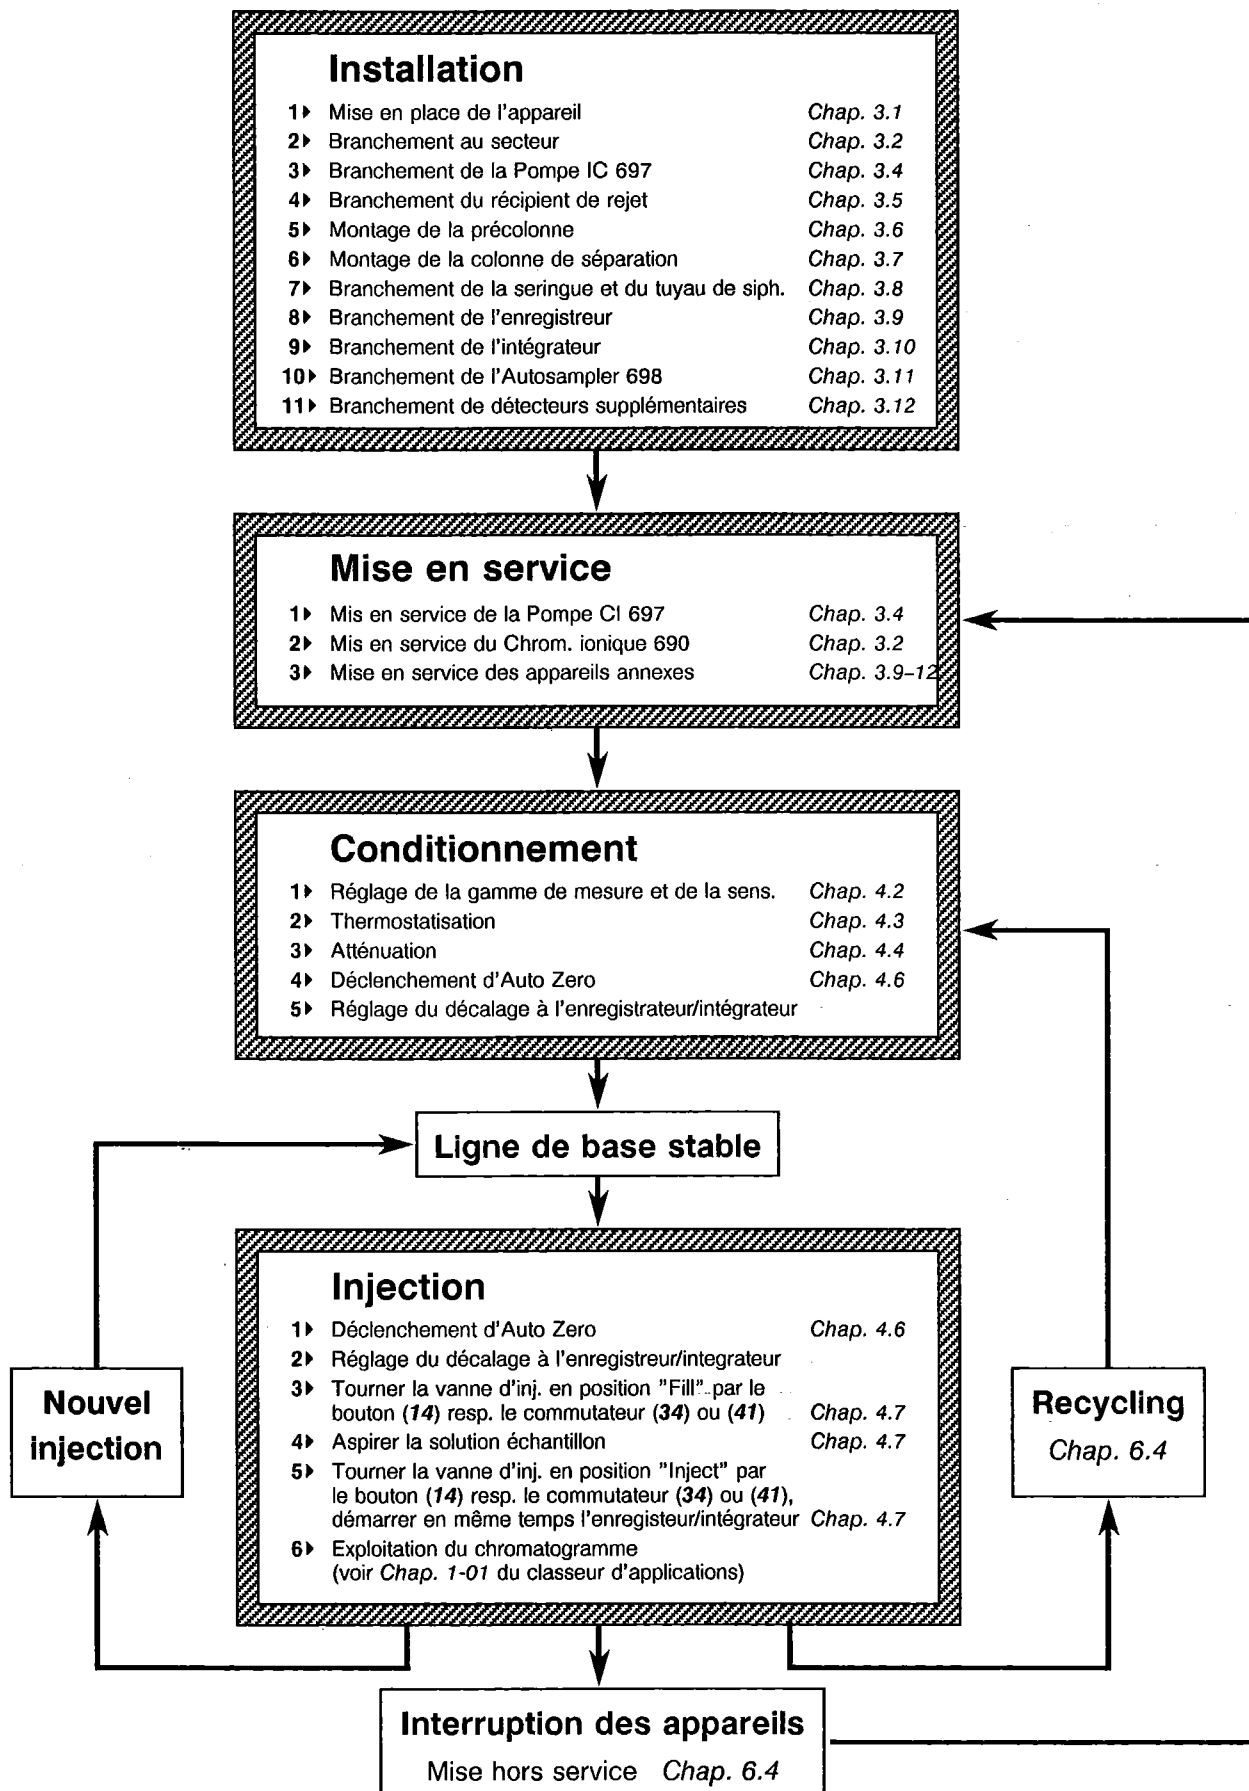 Installation
1▶ Mise en place de l'appareil Chap. 3.1
2▶ Branchement au secteur Chap. 3.2
3▶ Branchement de la Pompe IC 697 Chap. 3.4
4▶ Branchement du récipient de rejet Chap. 3.5
5▶ Montage de la précolonne Chap. 3.6
6▶ Montage de la colonne de séparation Chap. 3.7
7▶ Branchement de la seringue et du tuyau de siph. Chap. 3.8
8▶ Branchement de l'enregistreur Chap. 3.9
9▶ Branchement de l'intégrateur Chap. 3.10
10▶ Branchement de l'Autosampler 698 Chap. 3.11
11▶ Branchement de détecteurs supplémentaires Chap. 3.12
Mise en service
1▶ Mis en service de la Pompe CI 697 Chap. 3.4
2▶ Mis en service du Chrom. ionique 690 Chap. 3.2
3▶ Mise en service des appareils annexes Chap. 3.9–12
Conditionnement
1▶ Réglage de la gamme de mesure et de la sens. Chap. 4.2
2▶ Thermostatisation Chap. 4.3
3▶ Atténuation Chap. 4.4
4▶ Déclenchement d'Auto Zero Chap. 4.6
5▶ Réglage du décalage à l'enregistrateur/intégrateur
Ligne de base stable
Injection
1▶ Déclenchement d'Auto Zero Chap. 4.6
2▶ Réglage du décalage à l'enregistreur/integrateur
3▶ Tourner la vanne d'inj. en position "Fill" par le
bouton (14) resp. le commutateur (34) ou (41) Chap. 4.7
4▶ Aspirer la solution échantillon Chap. 4.7
5▶ Tourner la vanne d'inj. en position "Inject" par
le bouton (14) resp. le commutateur (34) ou (41),
démarrer en même temps l'enregisteur/intégrateur Chap. 4.7
6▶ Exploitation du chromatogramme
(voir Chap. 1-01 du classeur d'applications)
Nouvel
injection
Recycling
Chap. 6.4
Interruption des appareils
Mise hors service Chap. 6.4